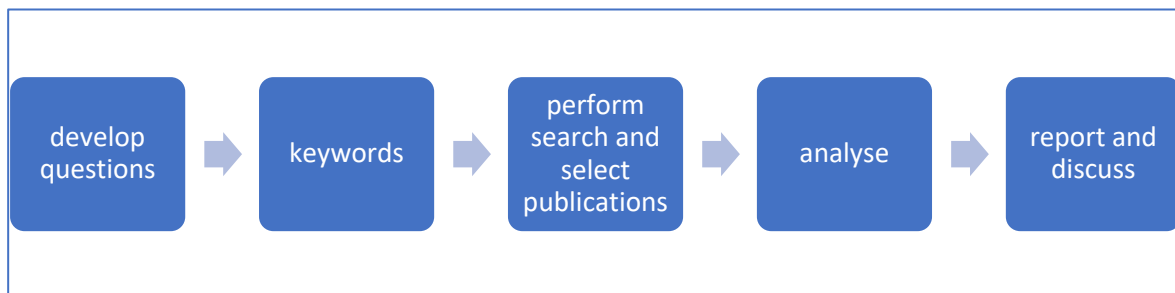 develop
questions
keywords
perform
search and
select
publications
analyse
report and
discuss